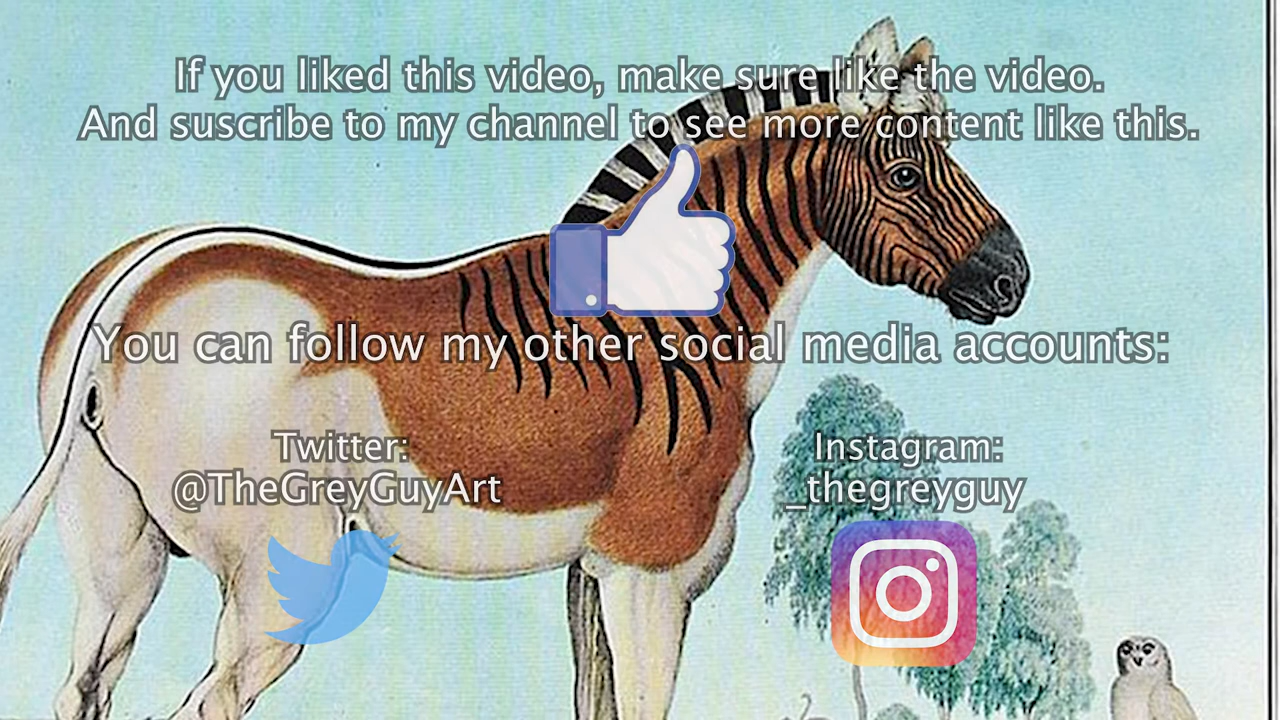 If you liked this video, make sure like the video.
And suscribe to my channel to see more content like this.
You can follow my other social media accounts:
Twitter:
@TheGreyGuyArt
Instagram:
_thegreyguy